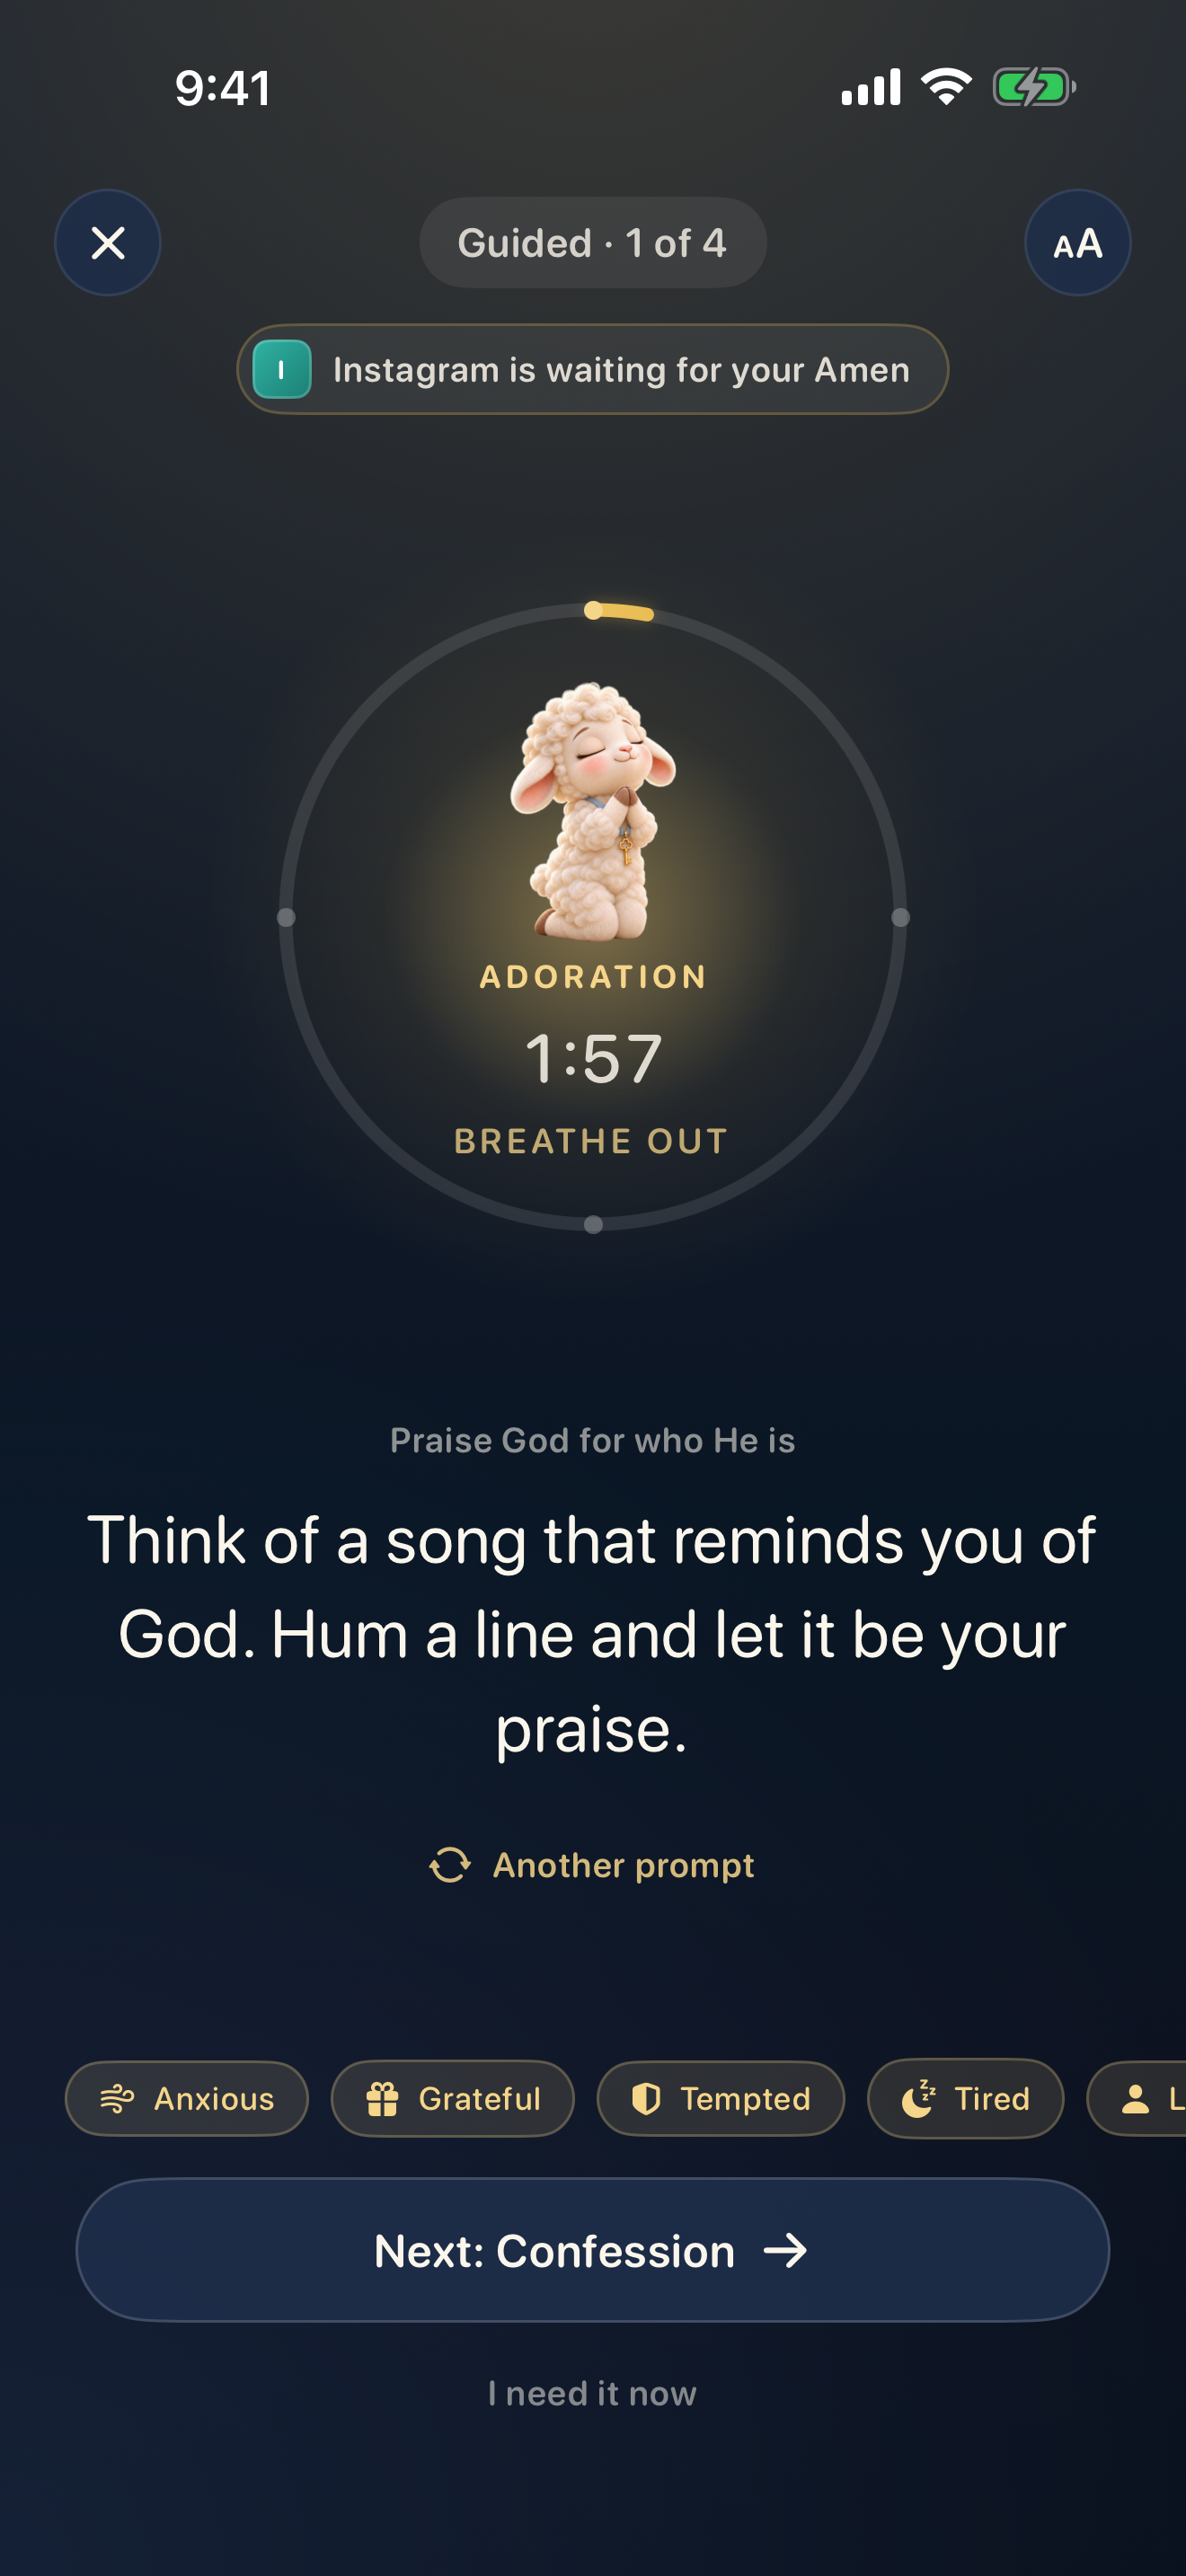 9:41
Guided · 1 of 4
AA
I
Instagram is waiting for your Amen
ADORATION
1:57
BREATHE OUT
Praise God for who He is
Think of a song that reminds you of
God. Hum a line and let it be your
praise.
Another prompt
Anxious
Grateful
Tempted
Tired
L
Next: Confession
I need it now